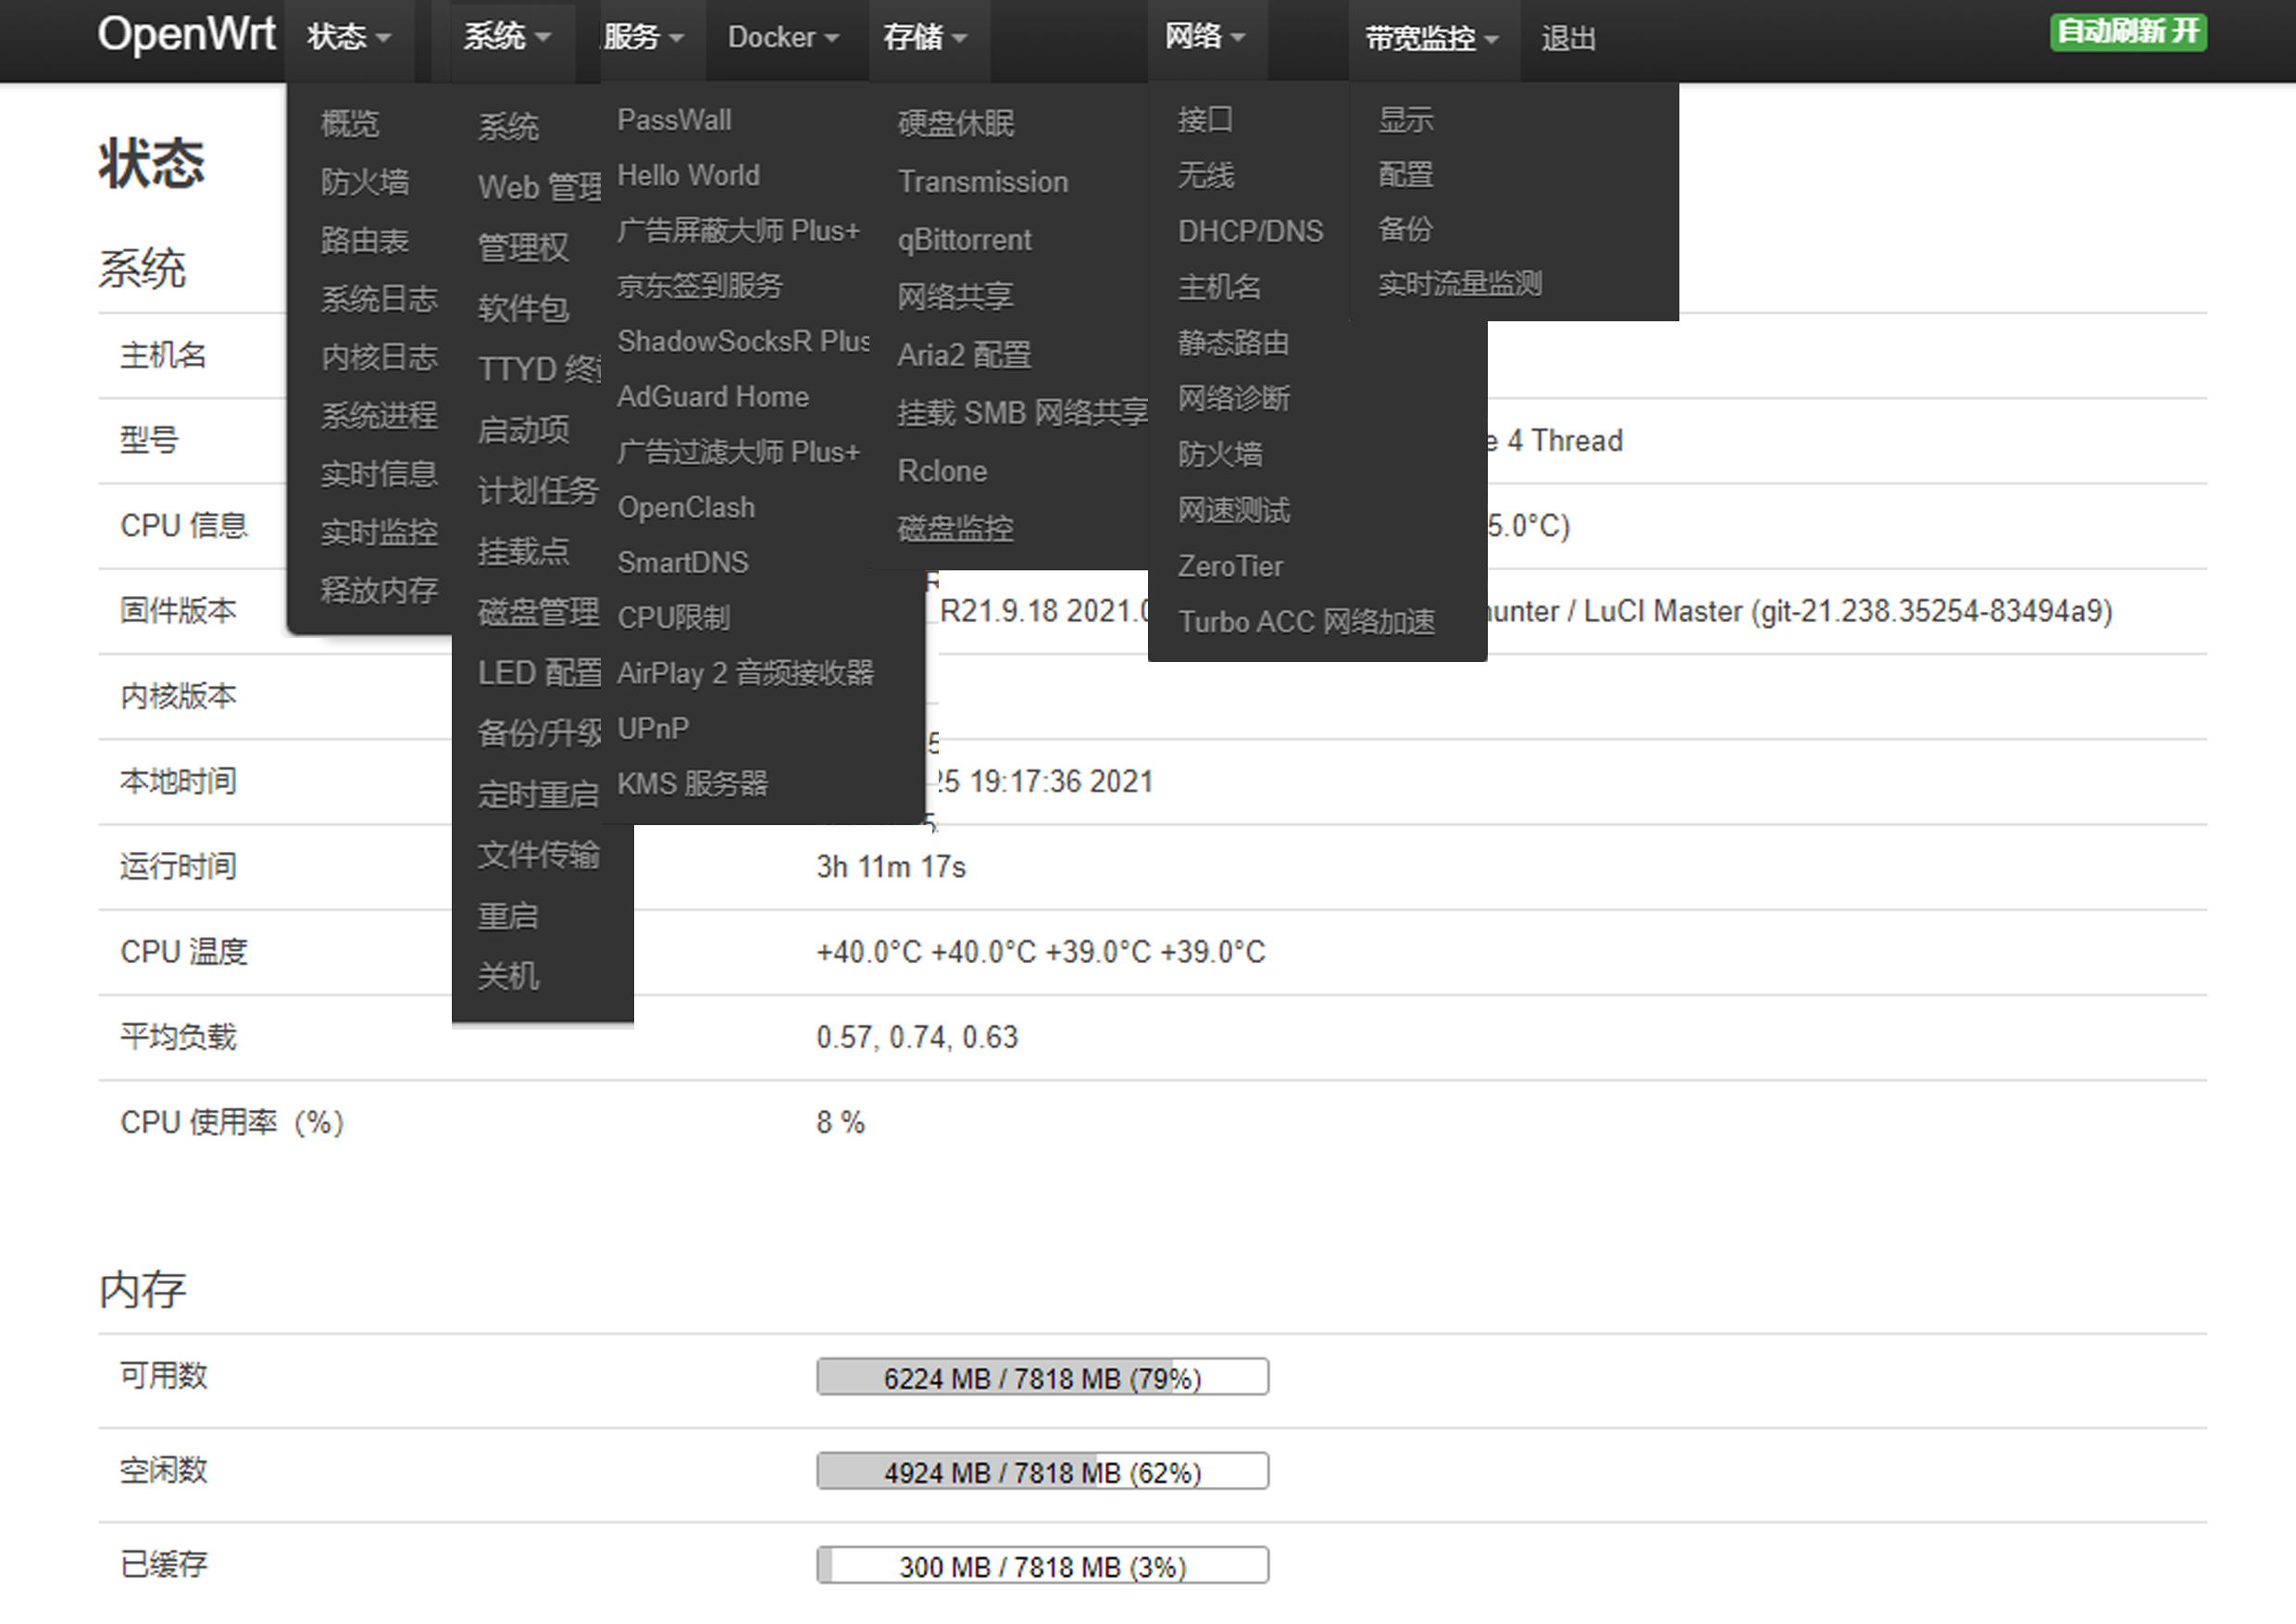 OpenWrt 状态 系统 服务 Docker 存储 网络 带宽监控 退出 自动刷新 开
概览
防火墙
路由表
系统日志
内核日志
系统进程
实时信息
实时监控
释放内存
系统
Web 管理
管理权
软件包
TTYD
启动项
计划任务
挂载点
磁盘管理
LED 配置
备份/升级
定时重启
文件传输
重启
关机
PassWall
Hello World
广告屏蔽大师 Plus+
京东签到服务
ShadowSocksR Plus
AdGuard Home
广告过滤大师 Plus+
OpenClash
SmartDNS
CPU限制
AirPlay 2 音频接收器
UPnP
KMS 服务器
硬盘休眠
Transmission
qBittorrent
网络共享
Aria2 配置
挂载 SMB 网络共享
Rclone
磁盘监控
接口
无线
DHCP/DNS
主机名
静态路由
网络诊断
防火墙
网速测试
ZeroTier
Turbo ACC 网络加速
显示
配置
备份
实时流量监测
状态
系统
主机名
型号 e 4 Thread
CPU 信息 5.0°C)
固件版本 R21.9.18 2021.0 unter / LuCI Master (git-21.238.35254-83494a9)
内核版本
本地时间 25 19:17:36 2021
运行时间 3h 11m 17s
CPU 温度 +40.0°C +40.0°C +39.0°C +39.0°C
平均负载 0.57, 0.74, 0.63
CPU 使用率（%） 8 %
内存
可用数 6224 MB / 7818 MB (79%)
空闲数 4924 MB / 7818 MB (62%)
已缓存 300 MB / 7818 MB (3%)